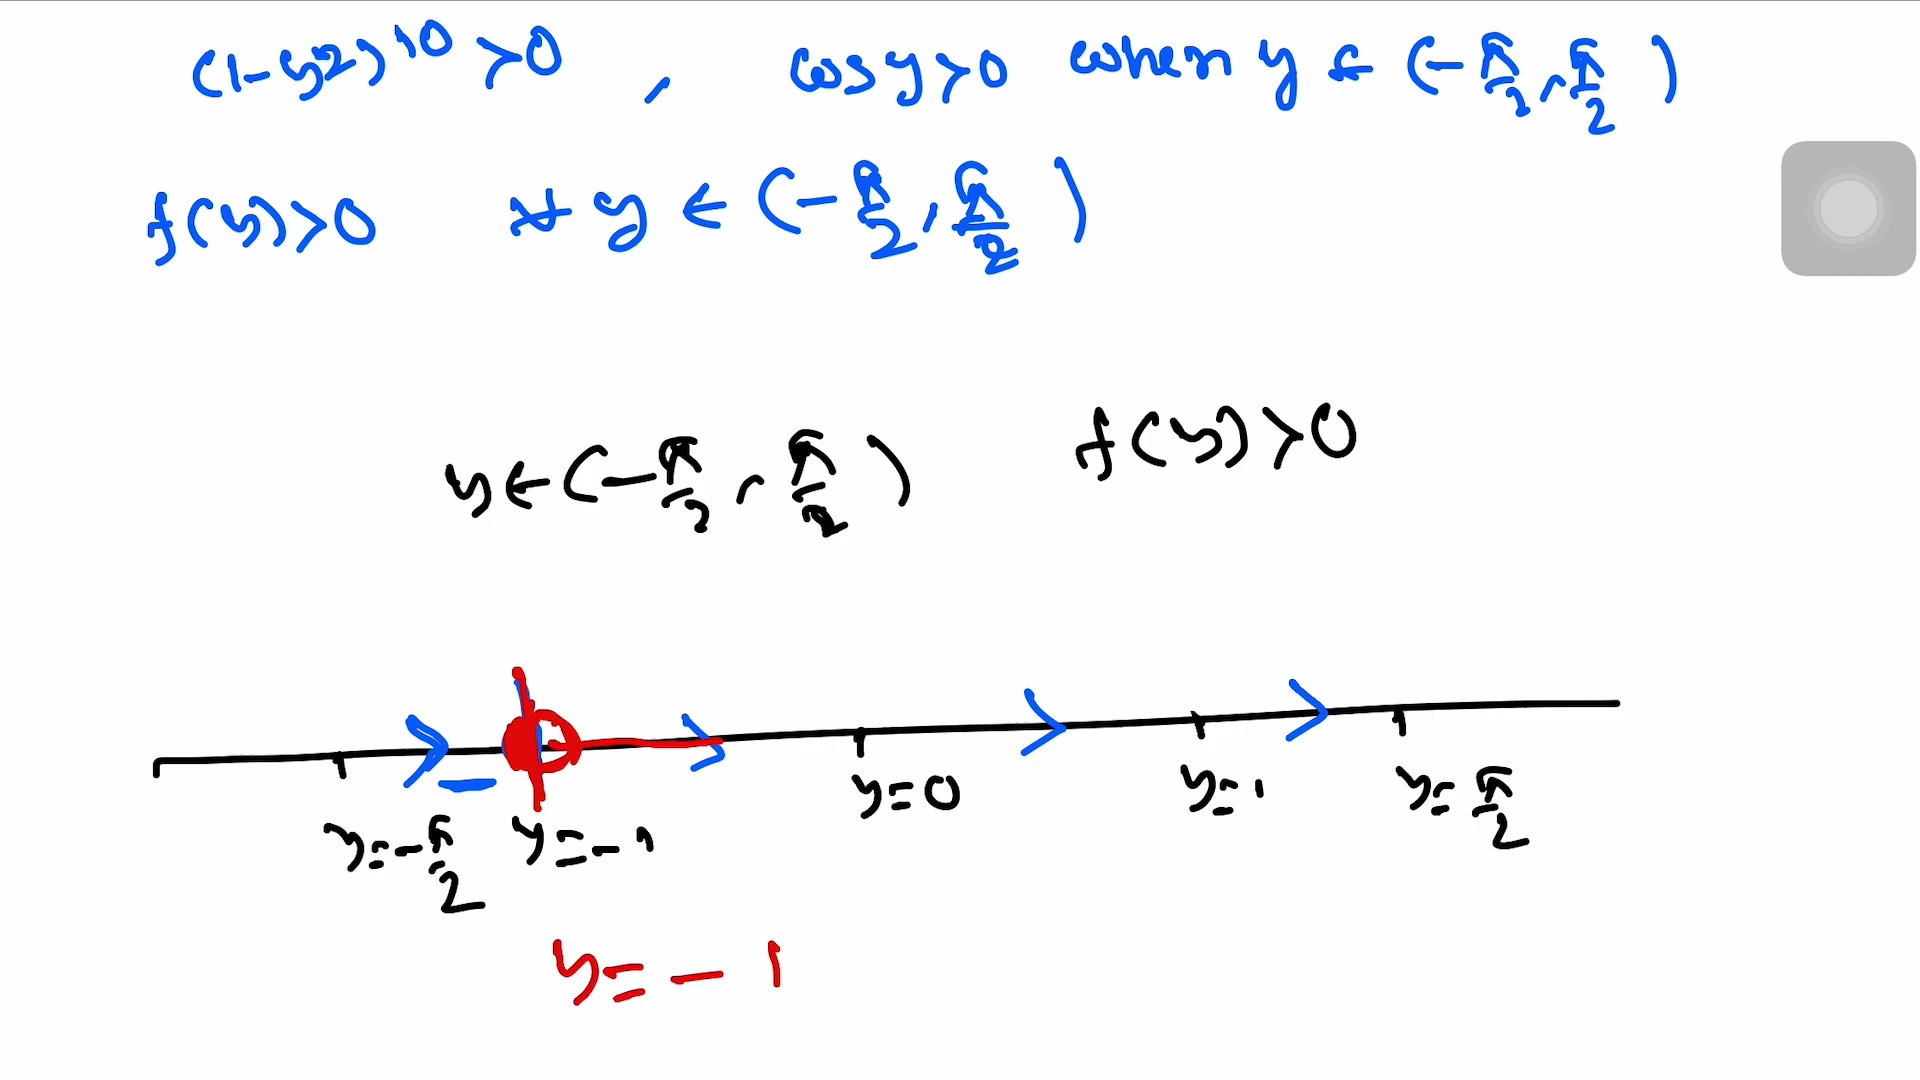 (1-y2)^10 >0 , cosy>0 when y ∈ (-π/2, π/2)
f(y)>0 ∀ y ∈ (-π/2, π/2)
f(y)>0
y∈(-π/2, π/2)
y=0 y=1 y=π/2
y=-π/2 y=-1
y=-1